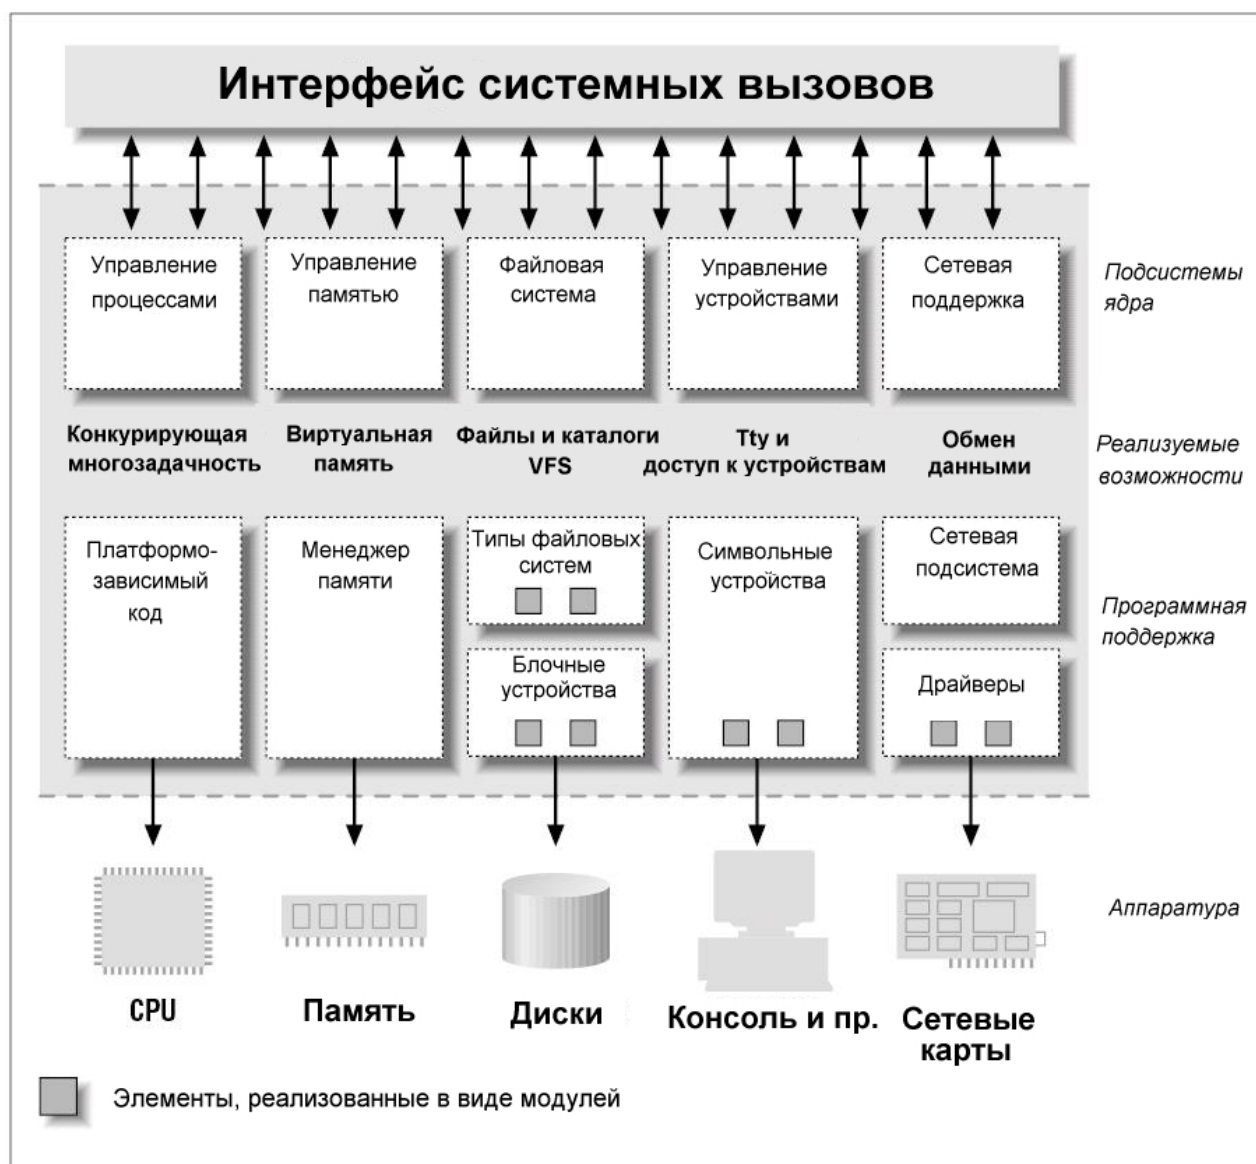 Интерфейс системных вызовов
Управление
процессами
Управление
памятью
Файловая
система
Управление
устройствами
Сетевая
поддержка
Подсистемы
ядра
Конкурирующая
многозадачность
Виртуальная
память
Файлы и каталоги
VFS
Tty и
доступ к устройствам
Обмен
данными
Реализуемые
возможности
Платформо-
зависимый
код
Менеджер
памяти
Типы файловых
систем
Блочные
устройства
Символьные
устройства
Сетевая
подсистема
Драйверы
Программная
поддержка
Аппаратура
CPU
Память
Диски
Консоль и пр.
Сетевые
карты
Элементы, реализованные в виде модулей